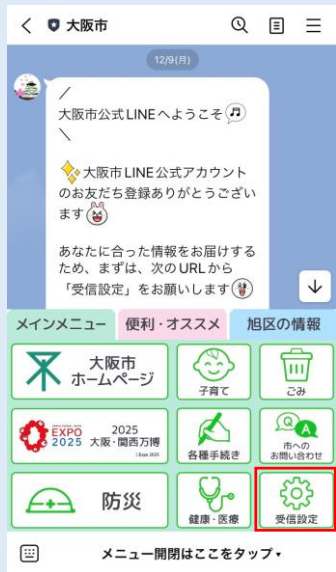 大阪市
12/9(月)
/
大阪市公式LINEへようこそ
\
大阪市LINE公式アカウント
のお友だち登録ありがとうござい
ます
あなたに合った情報をお届けする
ため、まずは、次のURLから
「受信設定」をお願いします
メインメニュー 便利・オススメ 旭区の情報
大阪市
ホームページ
子育て
ごみ
EXPO
2025
2025
大阪・関西万博
©Expo 2025
各種手続き
Q
A
市への
お問い合わせ
防災
健康・医療
受信設定
メニュー開閉はここをタップ▾